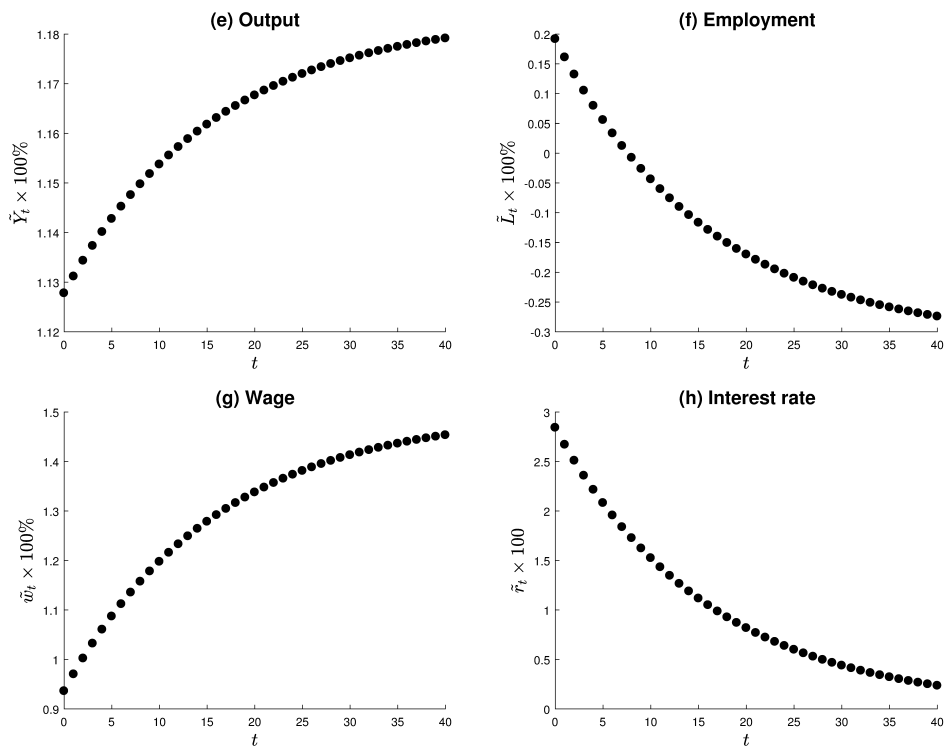 (e) Output
1.18
1.17
1.16
1.15
1.14
1.13
1.12
Ỹₜ × 100%
0 5 10 15 20 25 30 35 40
t
(f) Employment
0.2
0.15
0.1
0.05
0
-0.05
-0.1
-0.15
-0.2
-0.25
-0.3
L̃ₜ × 100%
0 5 10 15 20 25 30 35 40
t
(g) Wage
1.5
1.4
1.3
1.2
1.1
1
0.9
w̃ₜ × 100%
0 5 10 15 20 25 30 35 40
t
(h) Interest rate
3
2.5
2
1.5
1
0.5
0
r̃ₜ × 100
0 5 10 15 20 25 30 35 40
t